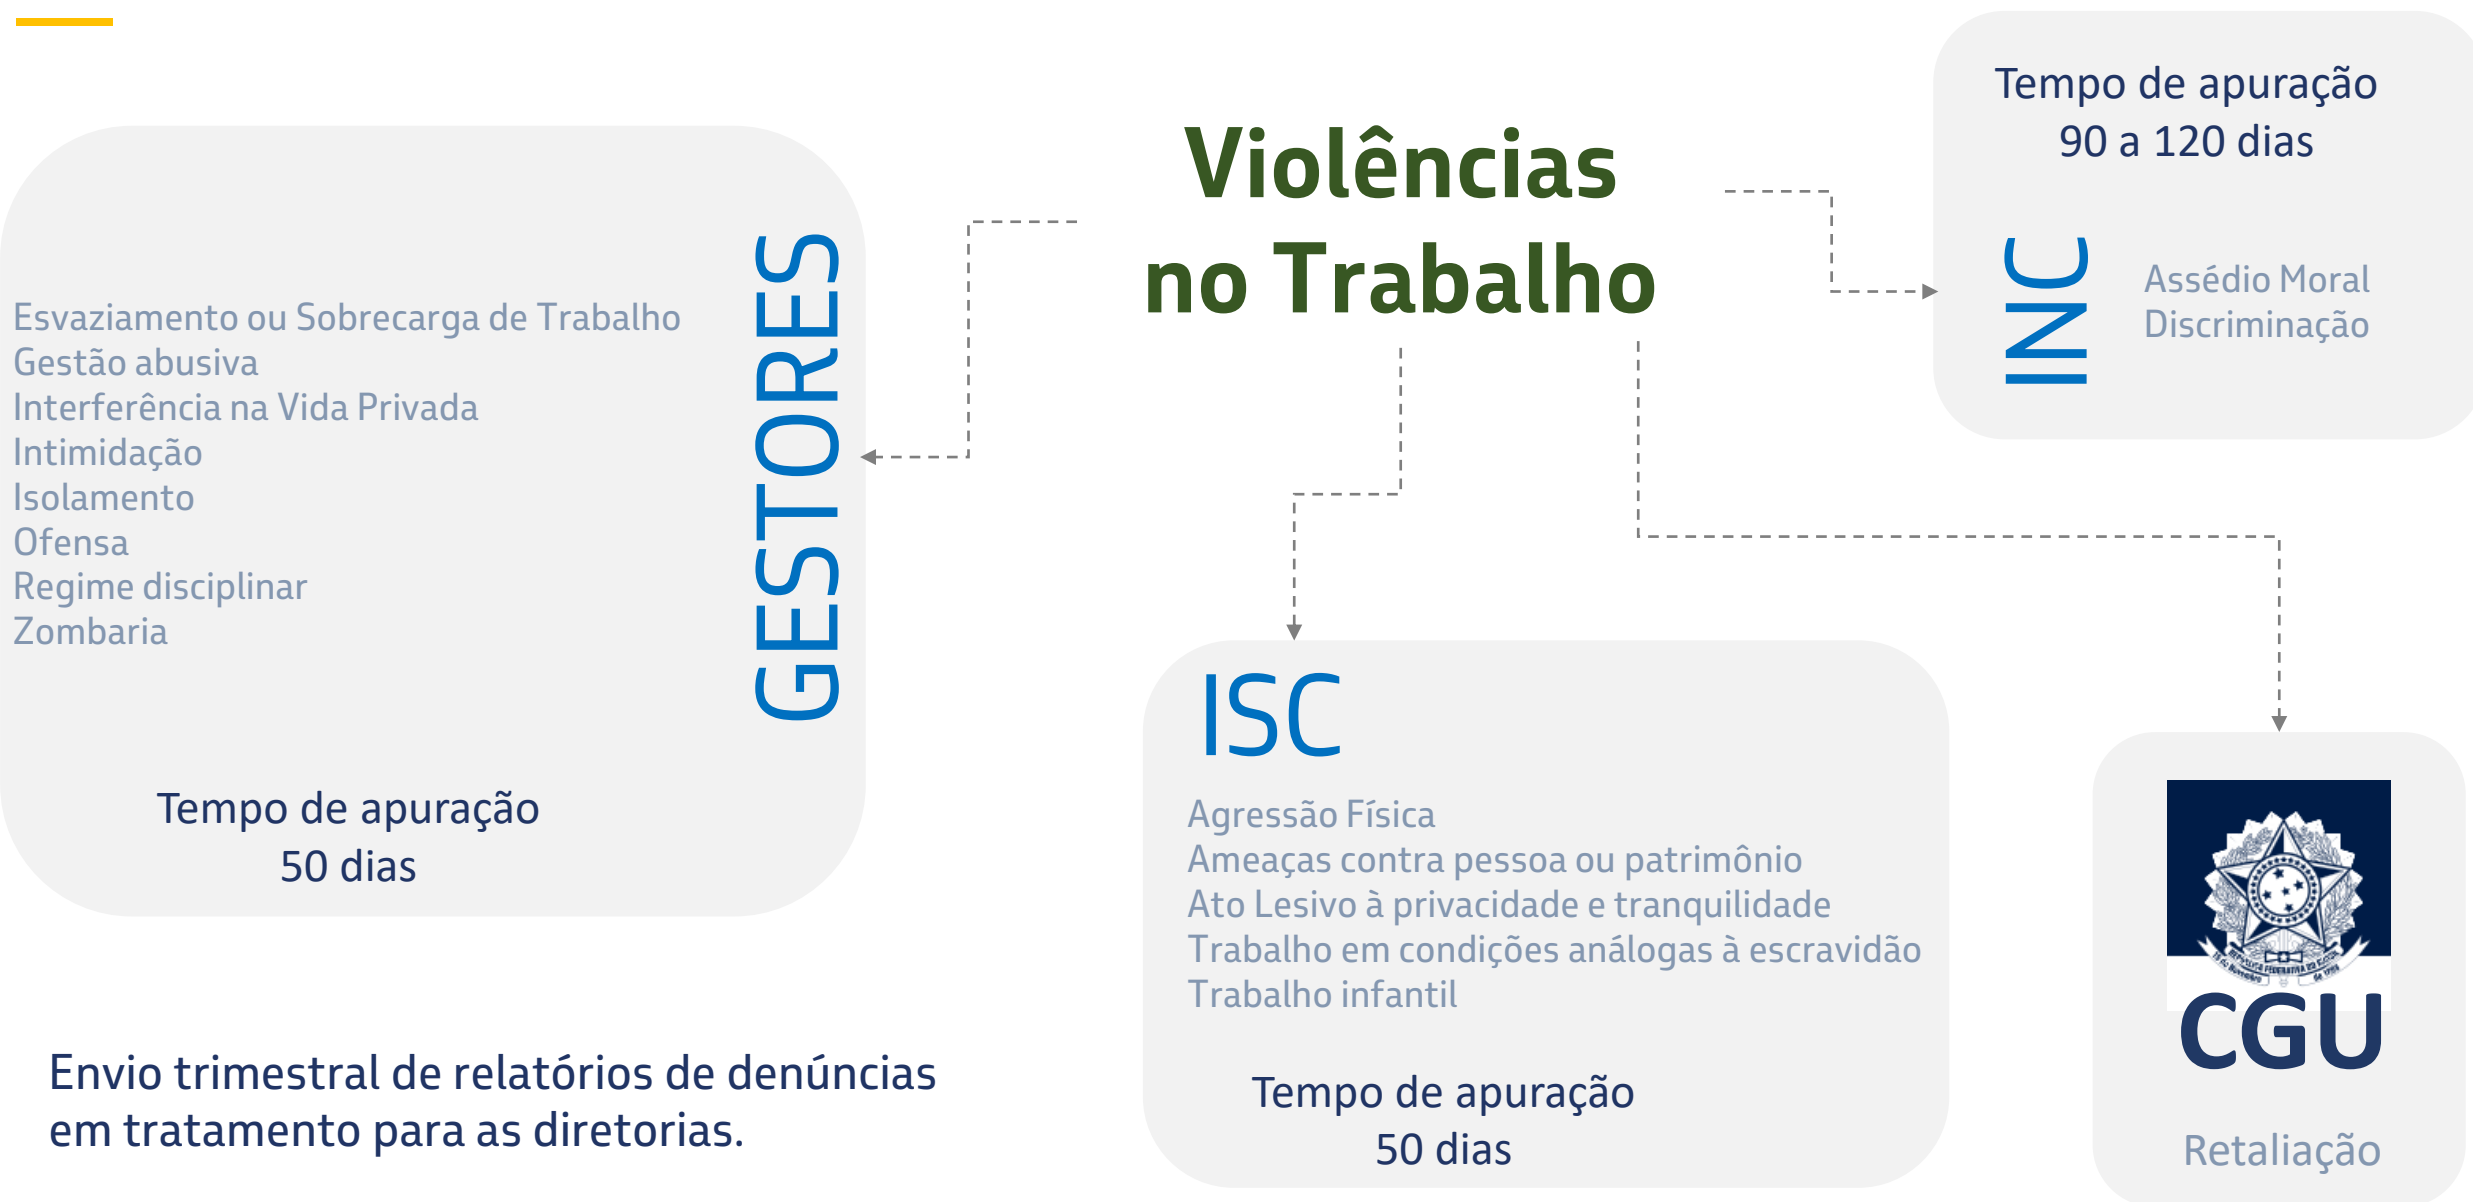 Violências
no Trabalho
Esvaziamento ou Sobrecarga de Trabalho
Gestão abusiva
Interferência na Vida Privada
Intimidação
Isolamento
Ofensa
Regime disciplinar
Zombaria
GESTORES
Tempo de apuração
50 dias
Tempo de apuração
90 a 120 dias
INC
Assédio Moral
Discriminação
ISC
Agressão Física
Ameaças contra pessoa ou patrimônio
Ato Lesivo à privacidade e tranquilidade
Trabalho em condições análogas à escravidão
Trabalho infantil
Tempo de apuração
50 dias
CGU
Retaliação
Envio trimestral de relatórios de denúncias
em tratamento para as diretorias.